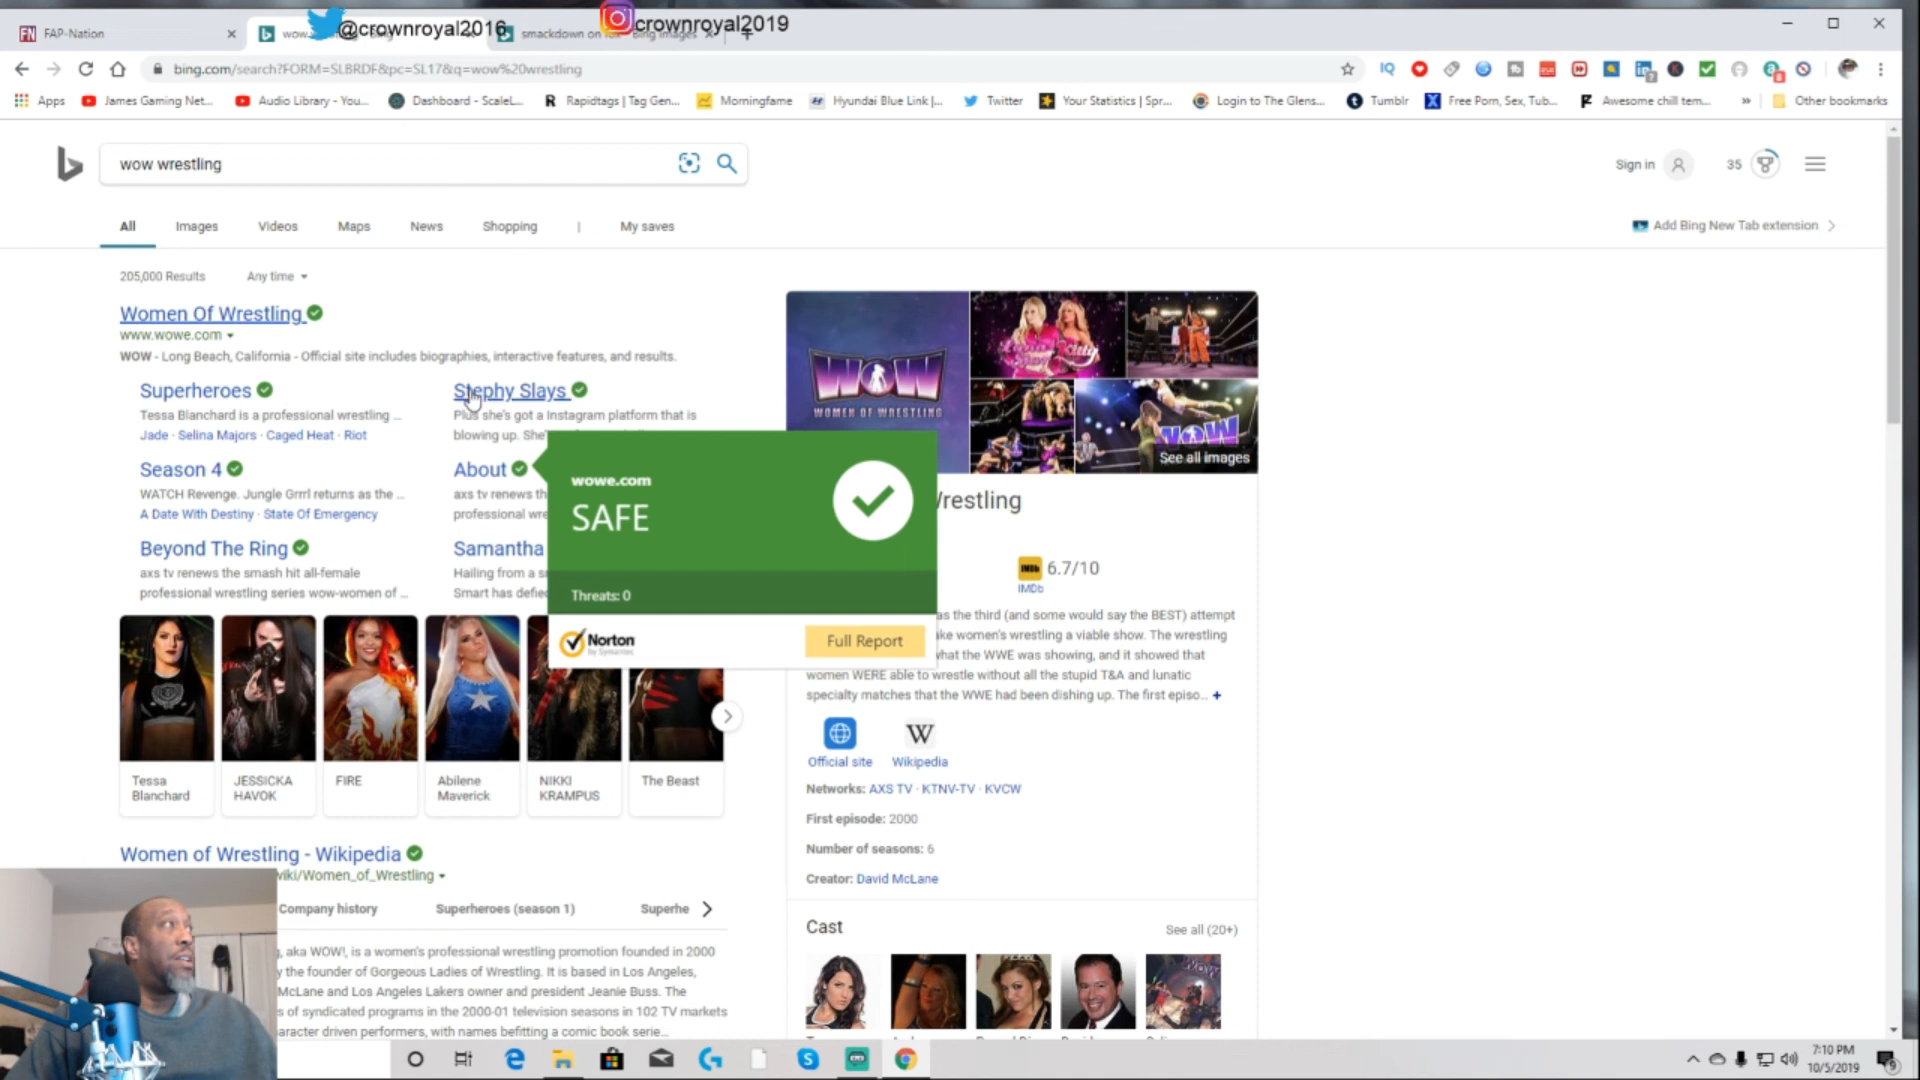 FAP-Nation
@crownroyal2016
crownroyal2019
smackdown on
Bing images
bing.com/search?FORM=SLBRDF&pc=SL17&q=wow%20wrestling
Apps
James Gaming Net...
Audio Library - You...
Dashboard - ScaleL...
Rapidtags | Tag Gen...
Morningfame
Hyundai Blue Link |...
Twitter
Your Statistics | Spr...
Login to The Glens...
Tumblr
Free Porn, Sex, Tub...
Awesome chill tem...
»
Other bookmarks
wow wrestling
Sign in
35
All
Images
Videos
Maps
News
Shopping
|
My saves
Add Bing New Tab extension
205,000 Results
Any time
Women Of Wrestling
www.wowe.com
WOW - Long Beach, California - Official site includes biographies, interactive features, and results.
Superheroes
Tessa Blanchard is a professional wrestling ...
Jade · Selina Majors · Caged Heat · Riot
Stephy Slays
Plus she's got a Instagram platform that is
blowing up. She'
Season 4
WATCH Revenge. Jungle Grrrl returns as the ...
A Date With Destiny · State Of Emergency
About
axs tv renews th
professional wre
Beyond The Ring
axs tv renews the smash hit all-female
professional wrestling series wow-women of ...
Samantha
Hailing from a s
Smart has defie
wowe.com
SAFE
Threats: 0
Norton
by Symantec
Full Report
Tessa
Blanchard
JESSICKA
HAVOK
FIRE
Abilene
Maverick
NIKKI
KRAMPUS
The Beast
Women of Wrestling - Wikipedia
wiki/Women_of_Wrestling
Company history
Superheroes (season 1)
Superhe
, aka WOW!, is a women's professional wrestling promotion founded in 2000
y the founder of Gorgeous Ladies of Wrestling. It is based in Los Angeles,
McLane and Los Angeles Lakers owner and president Jeanie Buss. The
s of syndicated programs in the 2000-01 television seasons in 102 TV markets
aracter driven performers, with names befitting a comic book serie...
WOW
WOMEN OF WRESTLING
WOW
See all images
Wrestling
IMDb
6.7/10
IMDb
as the third (and some would say the BEST) attempt
ake women's wrestling a viable show. The wrestling
what the WWE was showing, and it showed that
women WERE able to wrestle without all the stupid T&A and lunatic
specialty matches that the WWE had been dishing up. The first episo... +
W
Official site
Wikipedia
Networks: AXS TV · KTNV-TV · KVCW
First episode: 2000
Number of seasons: 6
Creator: David McLane
Cast
See all (20+)
7:10 PM
10/5/2019